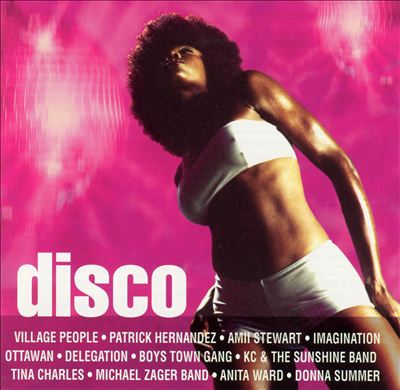 disco
VILLAGE PEOPLE • PATRICK HERNANDEZ • AMII STEWART • IMAGINATION
OTTAWAN • DELEGATION • BOYS TOWN GANG • KC & THE SUNSHINE BAND
TINA CHARLES • MICHAEL ZAGER BAND • ANITA WARD • DONNA SUMMER